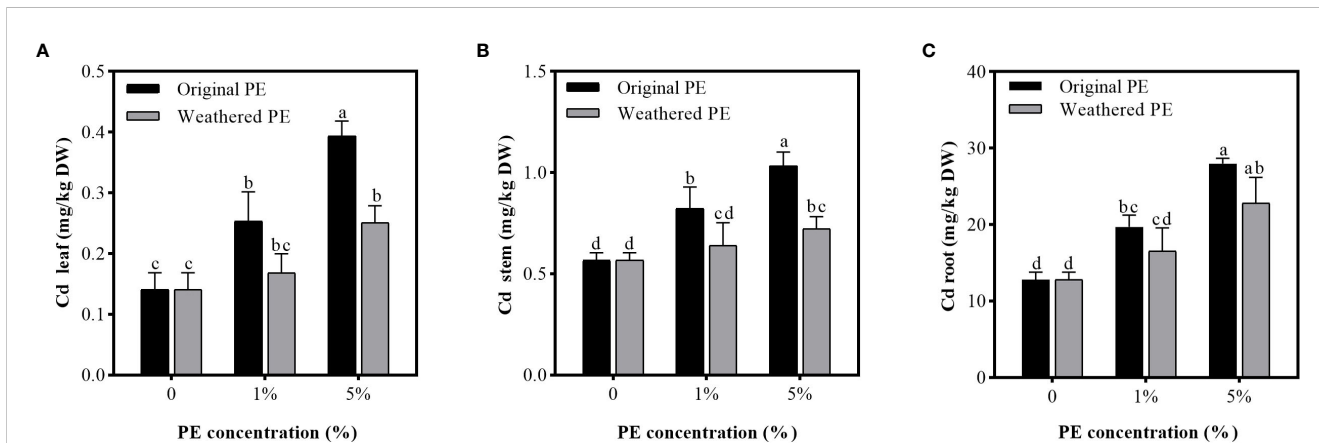 A
Cd leaf (mg/kg DW)
0.5
0.4
0.3
0.2
0.1
0.0
Original PE
Weathered PE
c
c
b
bc
a
b
0
1%
5%
PE concentration (%)
B
Cd stem (mg/kg DW)
1.5
1.0
0.5
0.0
Original PE
Weathered PE
d
d
b
cd
a
bc
0
1%
5%
PE concentration (%)
C
Cd root (mg/kg DW)
40
30
20
10
0
Original PE
Weathered PE
d
d
bc
cd
a
ab
0
1%
5%
PE concentration (%)